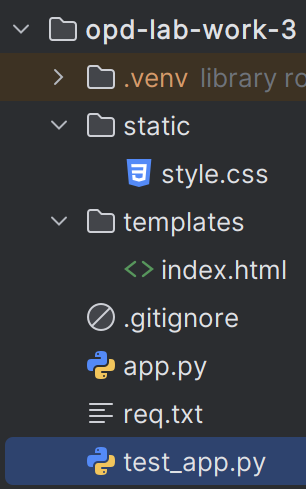 opd-lab-work-3
.venv library ro
static
style.css
templates
index.html
.gitignore
app.py
req.txt
test_app.py